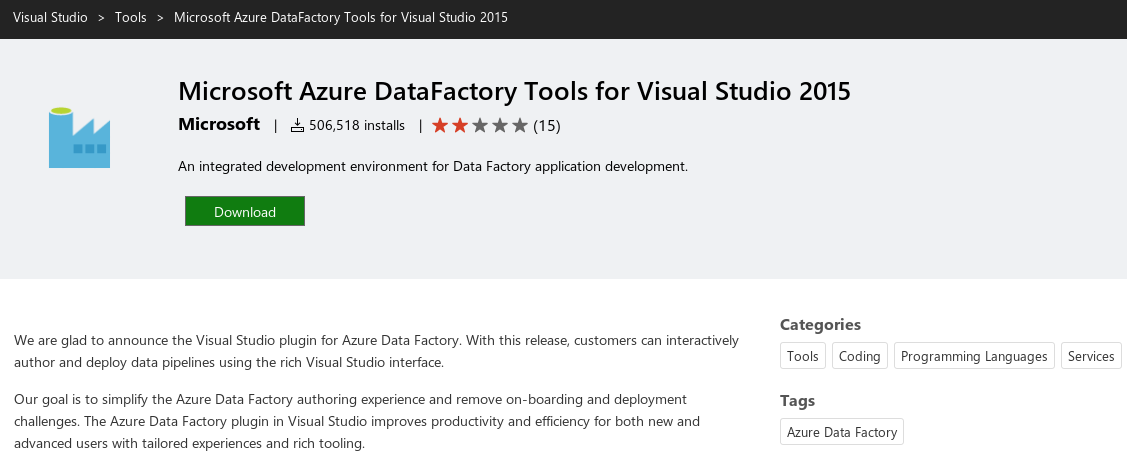 Visual Studio > Tools > Microsoft Azure DataFactory Tools for Visual Studio 2015
Microsoft Azure DataFactory Tools for Visual Studio 2015
Microsoft | 506,518 installs | (15)
An integrated development environment for Data Factory application development.
Download
We are glad to announce the Visual Studio plugin for Azure Data Factory. With this release, customers can interactively
author and deploy data pipelines using the rich Visual Studio interface.
Our goal is to simplify the Azure Data Factory authoring experience and remove on-boarding and deployment
challenges. The Azure Data Factory plugin in Visual Studio improves productivity and efficiency for both new and
advanced users with tailored experiences and rich tooling.
Categories
Tools Coding Programming Languages Services
Tags
Azure Data Factory